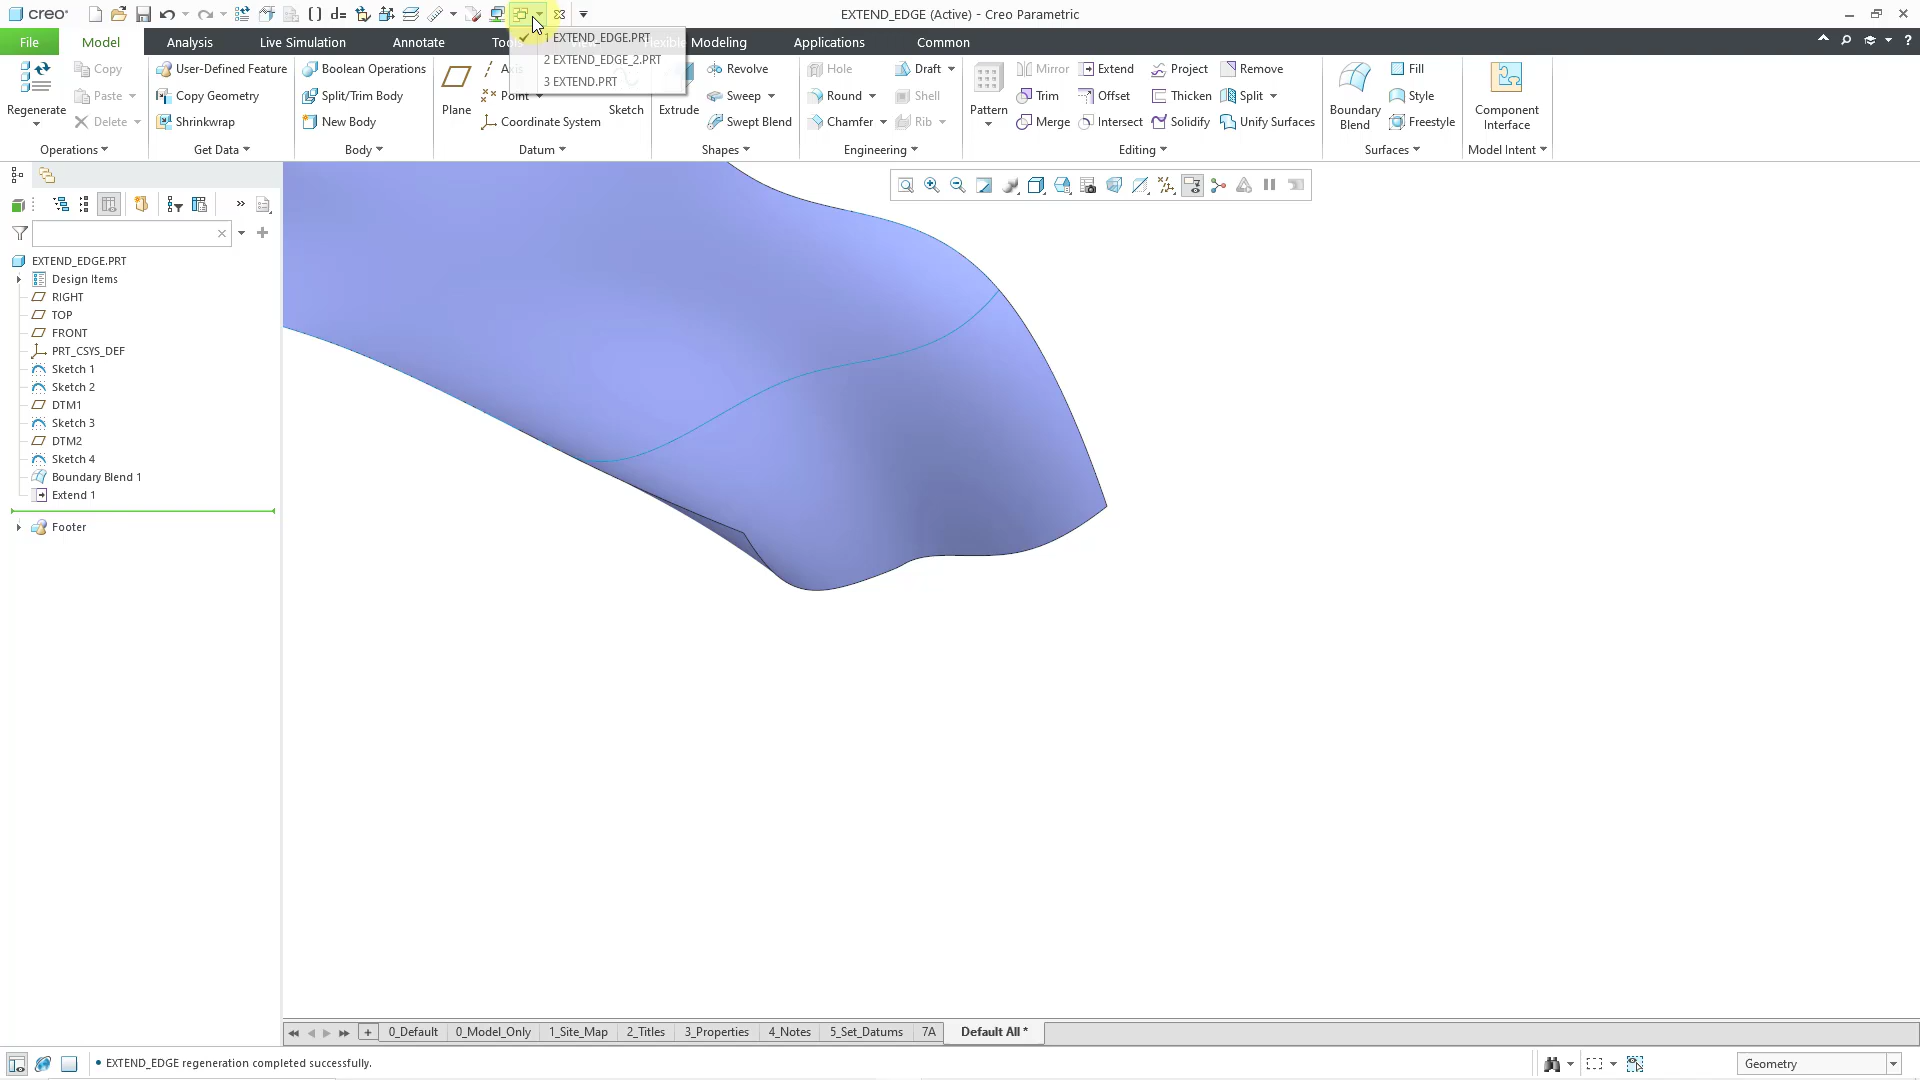 creo
d=
EXTEND_EDGE (Active) - Creo Parametric
File
Model
Analysis
Live Simulation
Annotate
Modeling
Applications
Common
?
1 EXTEND_EDGE.PRT
2 EXTEND_EDGE_2.PRT
3 EXTEND.PRT
Regenerate
Copy
Paste
Delete
Operations
User-Defined Feature
Copy Geometry
Shrinkwrap
Get Data
Boolean Operations
Split/Trim Body
New Body
Body
Plane
Axis
Point
Coordinate System
Sketch
Datum
Extrude
Revolve
Sweep
Swept Blend
Shapes
Hole
Round
Chamfer
Draft
Shell
Rib
Engineering
Pattern
Mirror
Trim
Merge
Extend
Offset
Intersect
Project
Thicken
Solidify
Remove
Split
Unify Surfaces
Editing
Boundary
Blend
Fill
Style
Freestyle
Surfaces
Component
Interface
Model Intent
EXTEND_EDGE.PRT
Design Items
RIGHT
TOP
FRONT
PRT_CSYS_DEF
Sketch 1
Sketch 2
DTM1
Sketch 3
DTM2
Sketch 4
Boundary Blend 1
Extend 1
Footer
0_Default
0_Model_Only
1_Site_Map
2_Titles
3_Properties
4_Notes
5_Set_Datums
7A
Default All *
• EXTEND_EDGE regeneration completed successfully.
Geometry